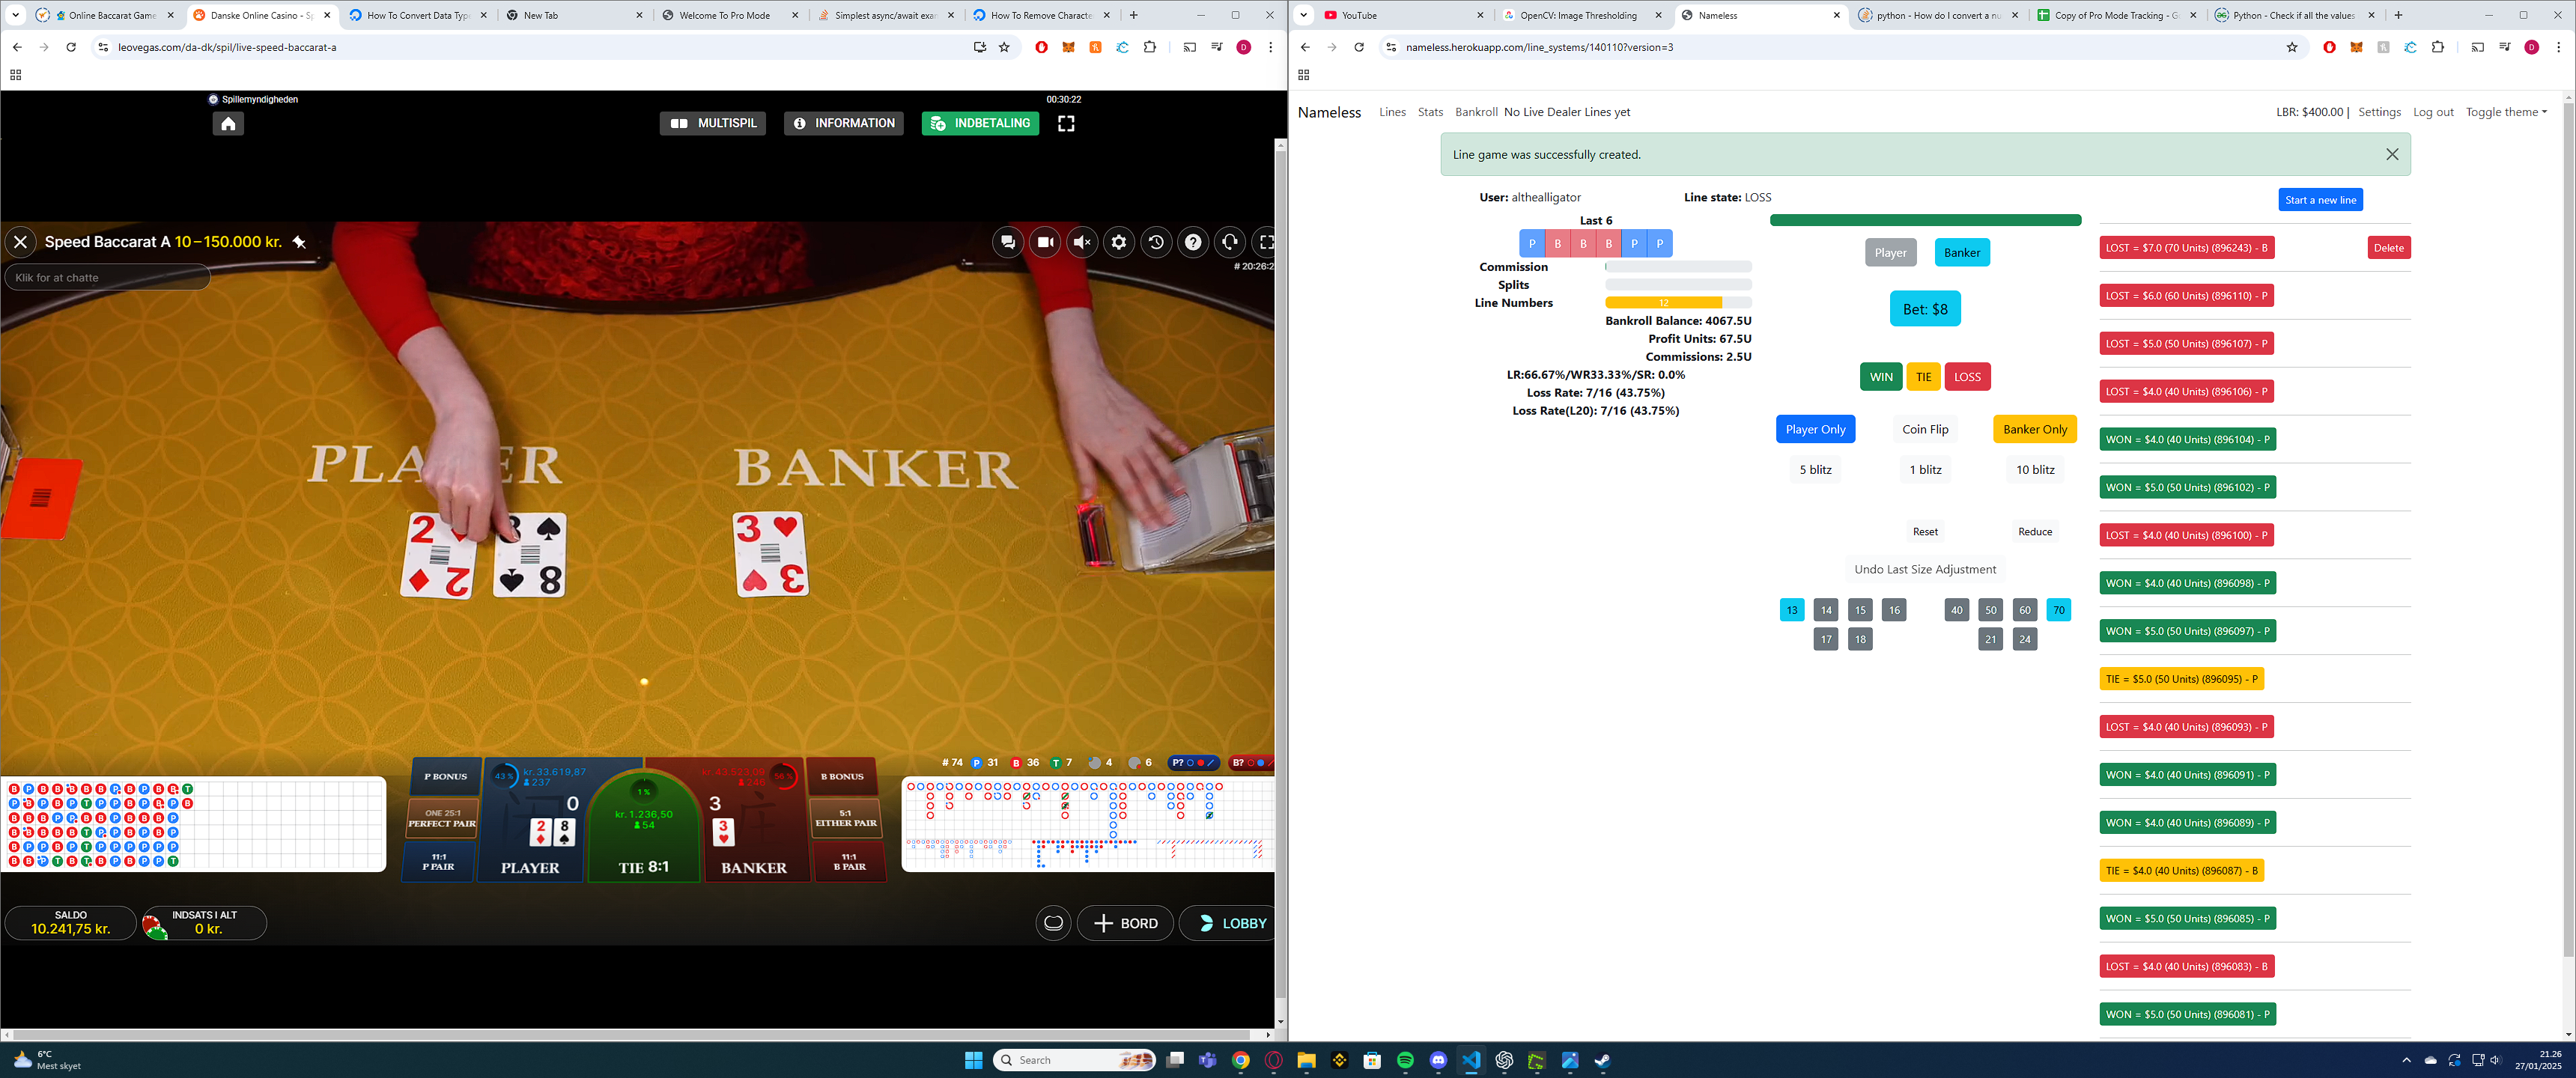 Online Baccarat Game
Danske Online Casino - Sp
How To Convert Data Type
New Tab
Welcome To Pro Mode
Simplest async/await exam
How To Remove Characte
leovegas.com/da-dk/spil/live-speed-baccarat-a
D
Spillemyndigheden
00:30:22
MULTISPIL
INFORMATION
INDBETALING
Speed Baccarat A 10–150.000 kr.
Klik for at chatte
# 20:26:2
PLAYER
BANKER
2
8
3
# 74 P 31 B 36 T 7 4 6 P? B?
P BONUS
43 %
kr.33.619,87
237
1 %
kr.43.523,09
246
56 %
B BONUS
0
3
ONE 25:1
PERFECT PAIR
kr.1.236,50
54
5:1
EITHER PAIR
11:1
P PAIR
PLAYER
TIE 8:1
BANKER
11:1
B PAIR
SALDO
10.241,75 kr.
INDSATS I ALT
0 kr.
BORD
LOBBY
YouTube
OpenCV: Image Thresholding
Nameless
python - How do I convert a nu
Copy of Pro Mode Tracking - G
Python - Check if all the values
nameless.herokuapp.com/line_systems/140110?version=3
D
Nameless Lines Stats Bankroll No Live Dealer Lines yet
LBR: $400.00 | Settings Log out Toggle theme
Line game was successfully created.
User: althealligator
Line state: LOSS
Last 6
P B B B P P
Commission
Splits
Line Numbers
12
Bankroll Balance: 4067.5U
Profit Units: 67.5U
Commissions: 2.5U
LR:66.67%/WR33.33%/SR: 0.0%
Loss Rate: 7/16 (43.75%)
Loss Rate(L20): 7/16 (43.75%)
Player
Banker
Bet: $8
WIN
TIE
LOSS
Player Only
Coin Flip
Banker Only
5 blitz
1 blitz
10 blitz
Reset
Reduce
Undo Last Size Adjustment
13 14 15 16 40 50 60 70
17 18 21 24
Start a new line
LOST = $7.0 (70 Units) (896243) - B
Delete
LOST = $6.0 (60 Units) (896110) - P
LOST = $5.0 (50 Units) (896107) - P
LOST = $4.0 (40 Units) (896106) - P
WON = $4.0 (40 Units) (896104) - P
WON = $5.0 (50 Units) (896102) - P
LOST = $4.0 (40 Units) (896100) - P
WON = $4.0 (40 Units) (896098) - P
WON = $5.0 (50 Units) (896097) - P
TIE = $5.0 (50 Units) (896095) - P
LOST = $4.0 (40 Units) (896093) - P
WON = $4.0 (40 Units) (896091) - P
WON = $4.0 (40 Units) (896089) - P
TIE = $4.0 (40 Units) (896087) - B
WON = $5.0 (50 Units) (896085) - P
LOST = $4.0 (40 Units) (896083) - B
WON = $5.0 (50 Units) (896081) - P
6°C
Mest skyet
Search
21.26
27/01/2025